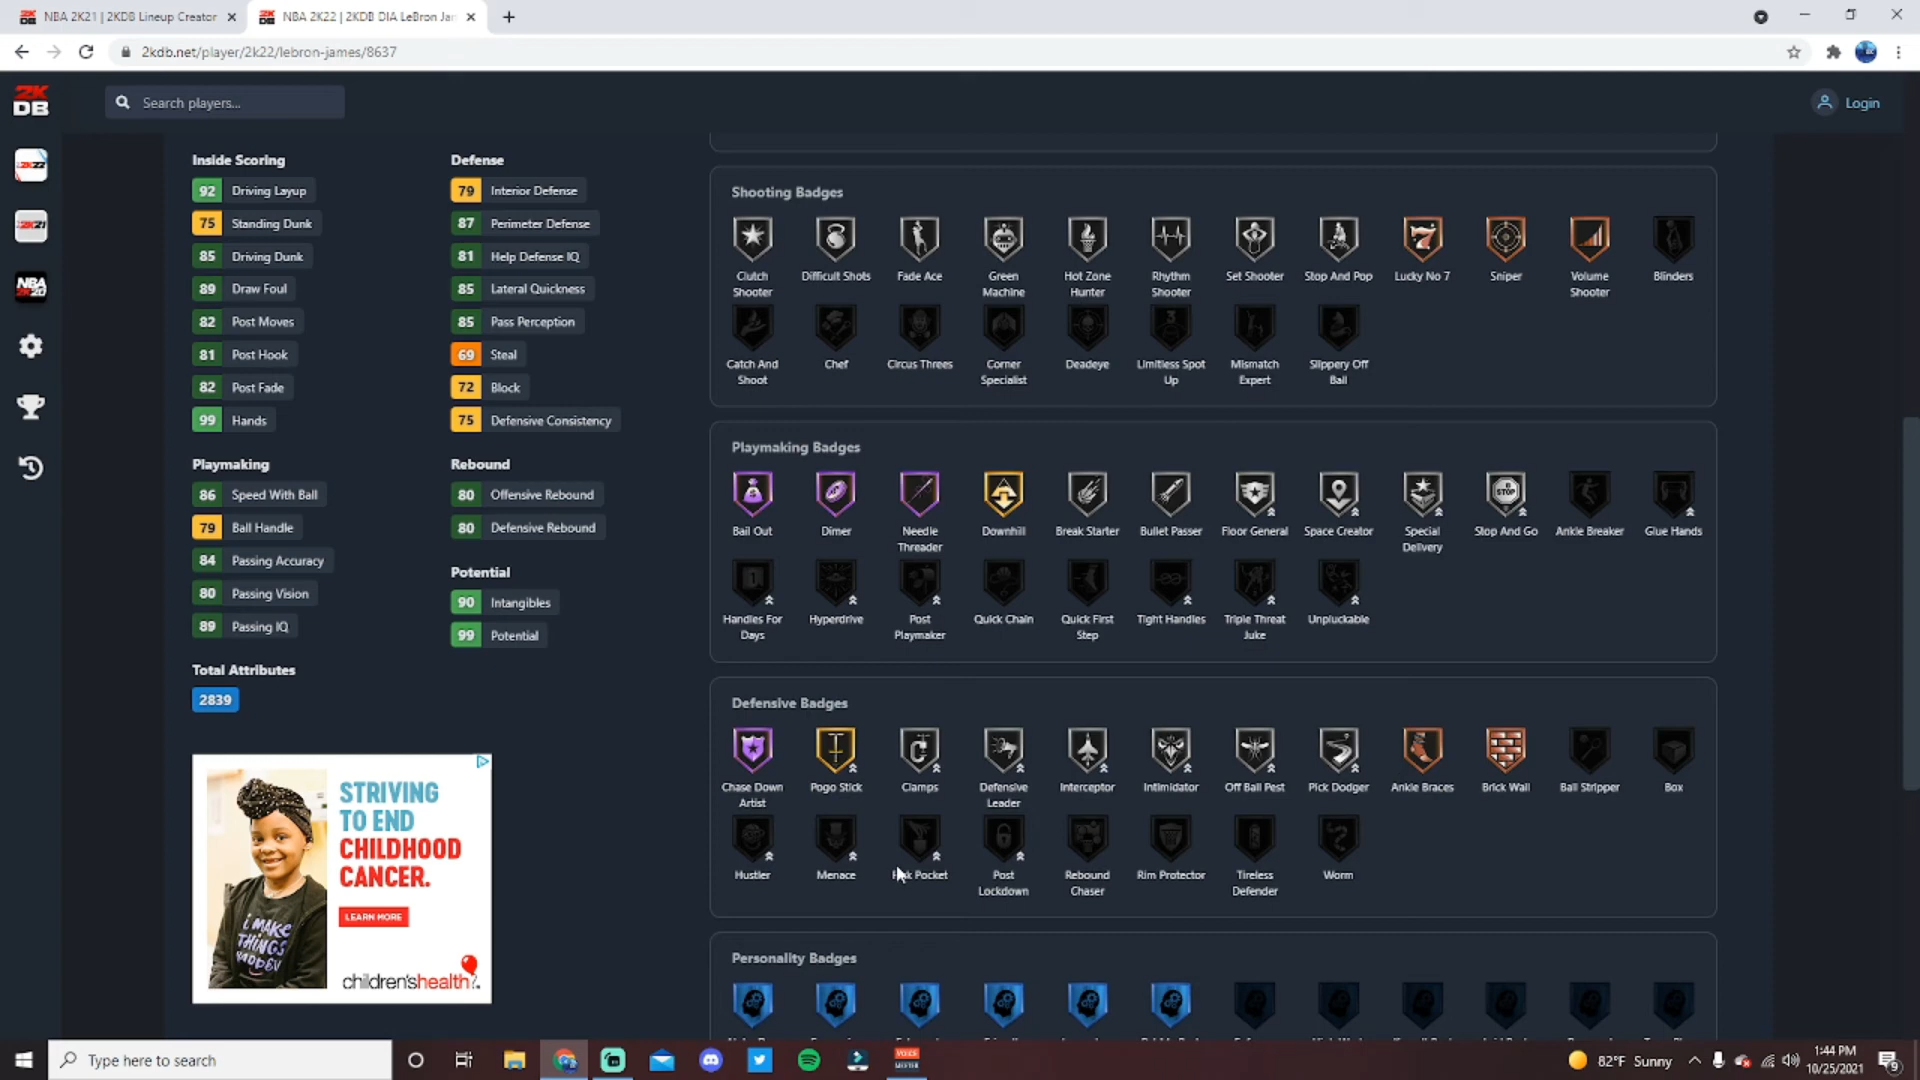 NBA 2K21 | 2KDB Lineup Creator
NBA 2K22 | 2KDB DIA LeBron Jam
2kdb.net/player/2k22/lebron-james/8637
2K
DB
Search players...
Login
2K22
2K21
NBA
2K20
Inside Scoring
92 Driving Layup
75 Standing Dunk
85 Driving Dunk
89 Draw Foul
82 Post Moves
81 Post Hook
82 Post Fade
99 Hands
Playmaking
86 Speed With Ball
79 Ball Handle
84 Passing Accuracy
80 Passing Vision
89 Passing IQ
Total Attributes
2839
Defense
79 Interior Defense
87 Perimeter Defense
81 Help Defense IQ
85 Lateral Quickness
85 Pass Perception
69 Steal
72 Block
75 Defensive Consistency
Rebound
80 Offensive Rebound
80 Defensive Rebound
Potential
90 Intangibles
99 Potential
STRIVING
TO END
CHILDHOOD
CANCER.
LEARN MORE
children'shealth
I MAKE
THINGS
Shooting Badges
Clutch Shooter
Difficult Shots
Fade Ace
Green Machine
Hot Zone Hunter
Rhythm Shooter
Set Shooter
Stop And Pop
Lucky No 7
Sniper
Volume Shooter
Blinders
Catch And Shoot
Chef
Circus Threes
Corner Specialist
Deadeye
Limitless Spot Up
Mismatch Expert
Slippery Off Ball
Playmaking Badges
Bail Out
Dimer
Needle Threader
Downhill
Break Starter
Bullet Passer
Floor General
Space Creator
Special Delivery
STOP
Stop And Go
Ankle Breaker
Glue Hands
Handles For Days
Hyperdrive
Post Playmaker
Quick Chain
Quick First Step
Tight Handles
Triple Threat Juke
Unpluckable
Defensive Badges
Chase Down Artist
Pogo Stick
Clamps
Defensive Leader
Interceptor
Intimidator
Off Ball Pest
Pick Dodger
Ankle Braces
Brick Wall
Ball Stripper
Box
Hustler
Menace
Pocket
Post Lockdown
Rebound Chaser
Rim Protector
Tireless Defender
Worm
Personality Badges
Type here to search
82°F Sunny
1:44 PM
10/25/2021
9